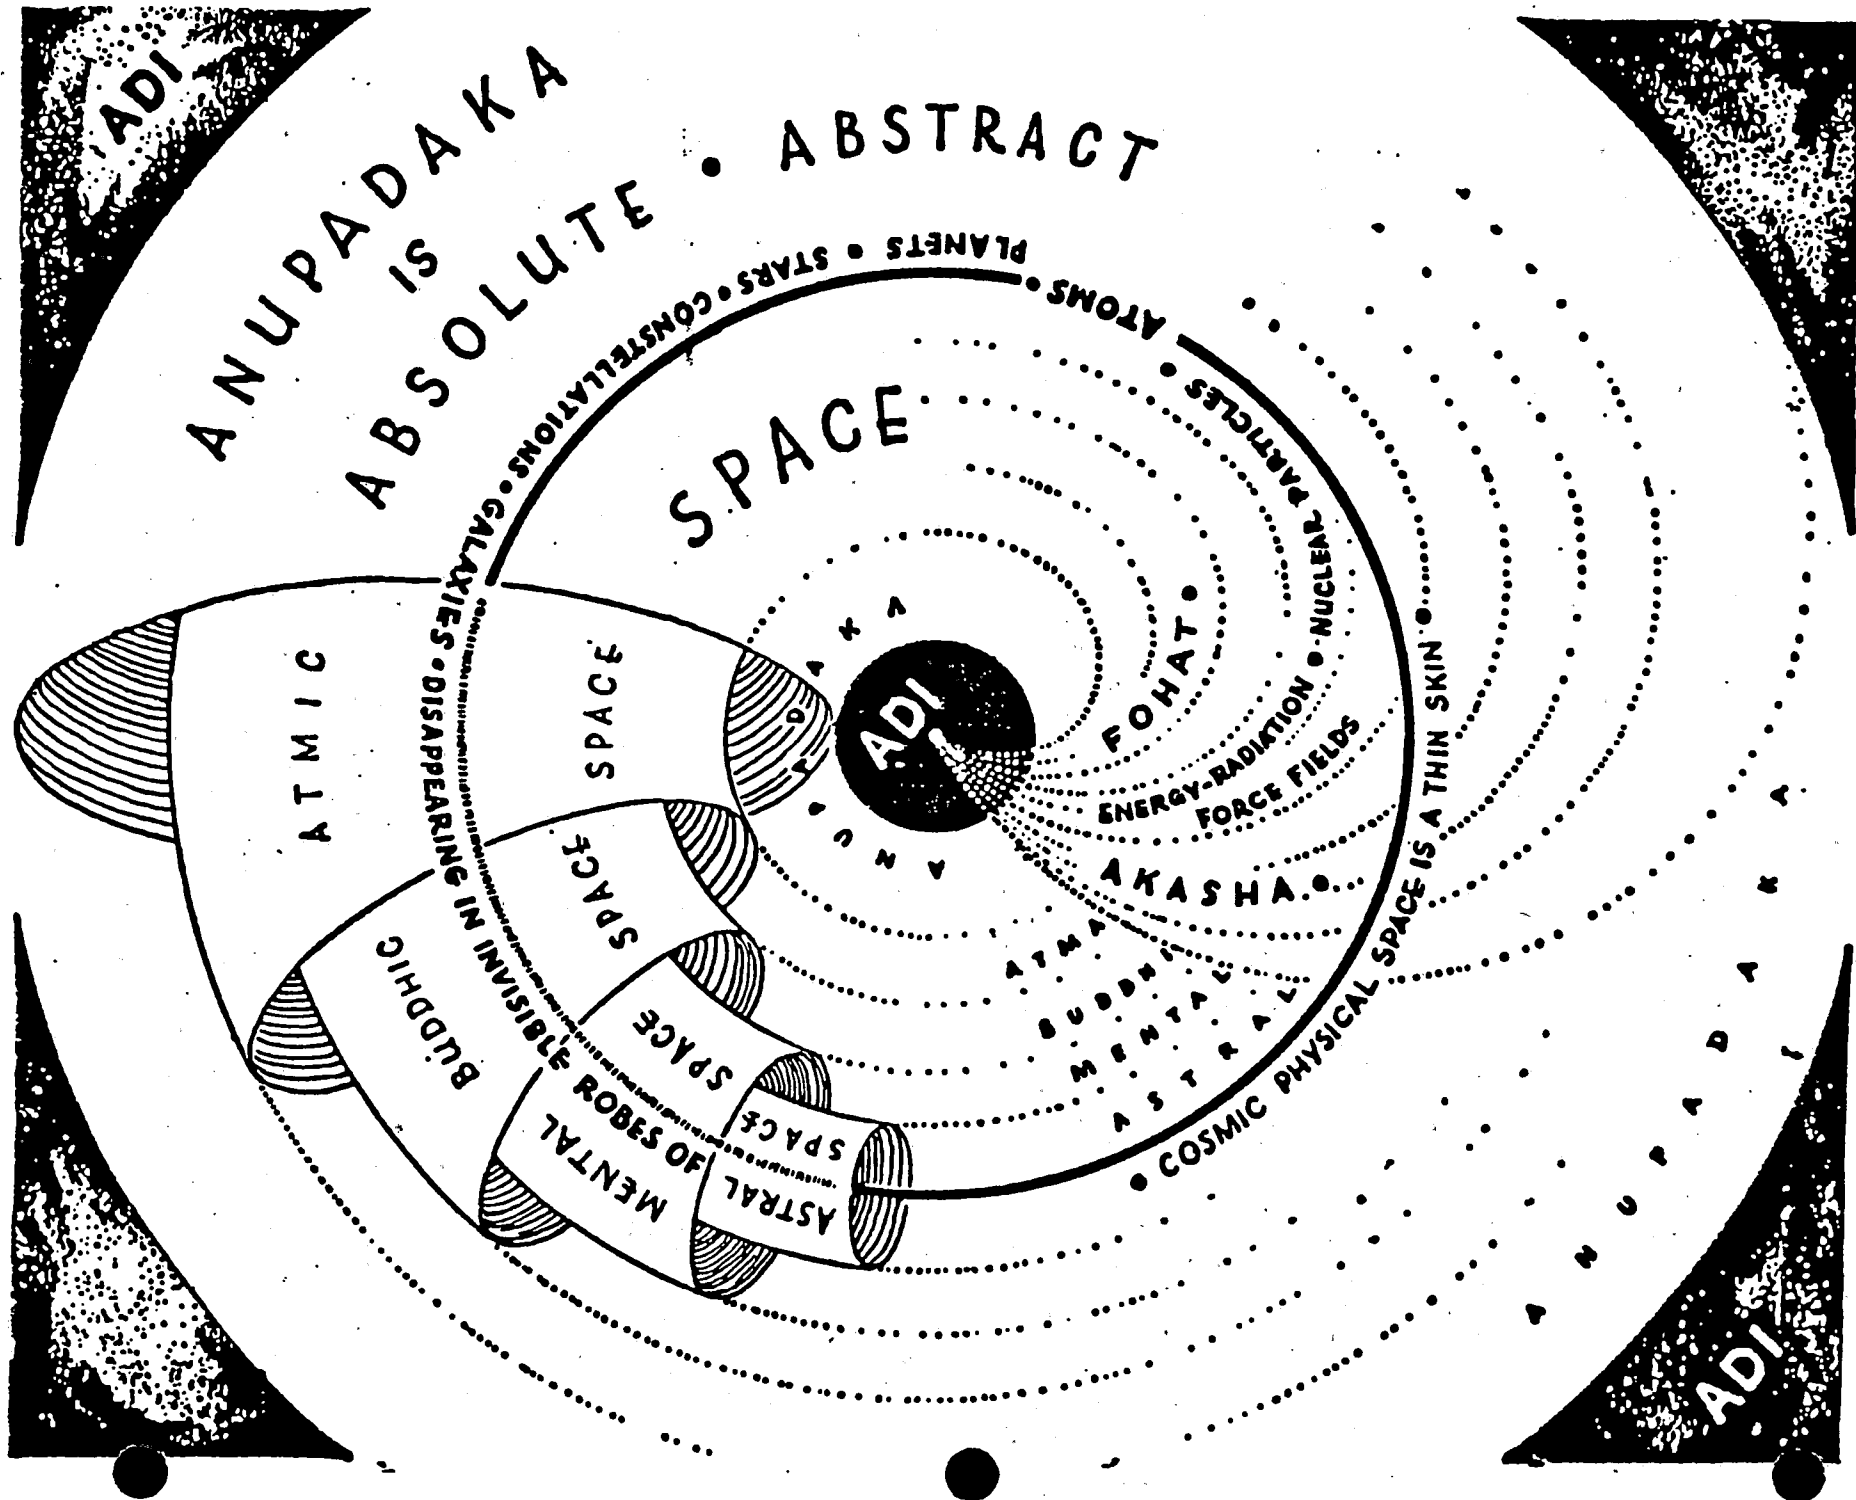 ADI
ANUPADAKA
IS
ABSOLUTE • ABSTRACT
SPACE
COSMIC PHYSICAL SPACE IS A THIN SKIN •
• ATOMS •
PLANETS • STARS • CONSTELLATIONS • GALAXIES • DISAPPEARING IN INVISIBLE ROBES OF
• NUCLEAR PARTICLES •
ENERGY-RADIATION
FORCE FIELDS
FOHAT •
AKASHA •
ATMA
BUDDHI
MENTAL
ASTRAL
ADI
ANUPADAKA
ATMIC SPACE
BUDDHIC SPACE
MENTAL SPACE
ASTRAL SPACE
ANUPADAKA
ADI